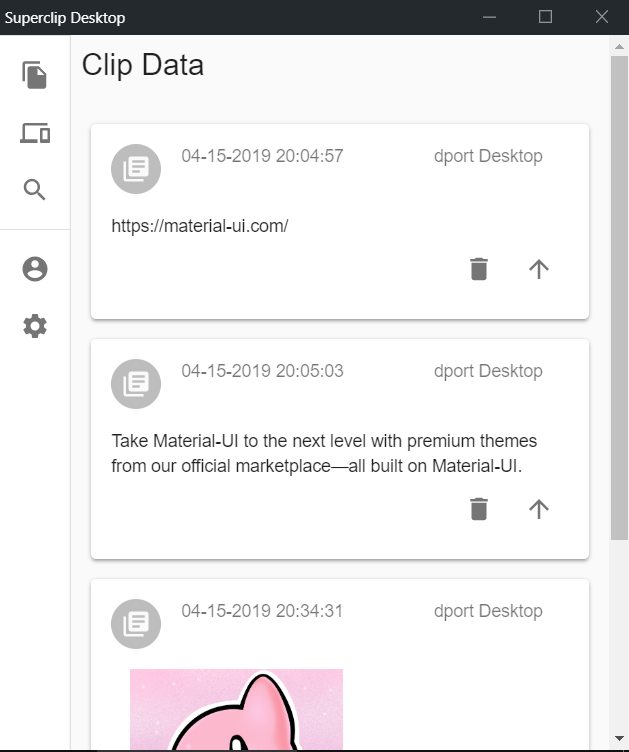 Superclip Desktop
Clip Data
04-15-2019 20:04:57 dport Desktop
https://material-ui.com/
04-15-2019 20:05:03 dport Desktop
Take Material-UI to the next level with premium themes
from our official marketplace—all built on Material-UI.
04-15-2019 20:34:31 dport Desktop